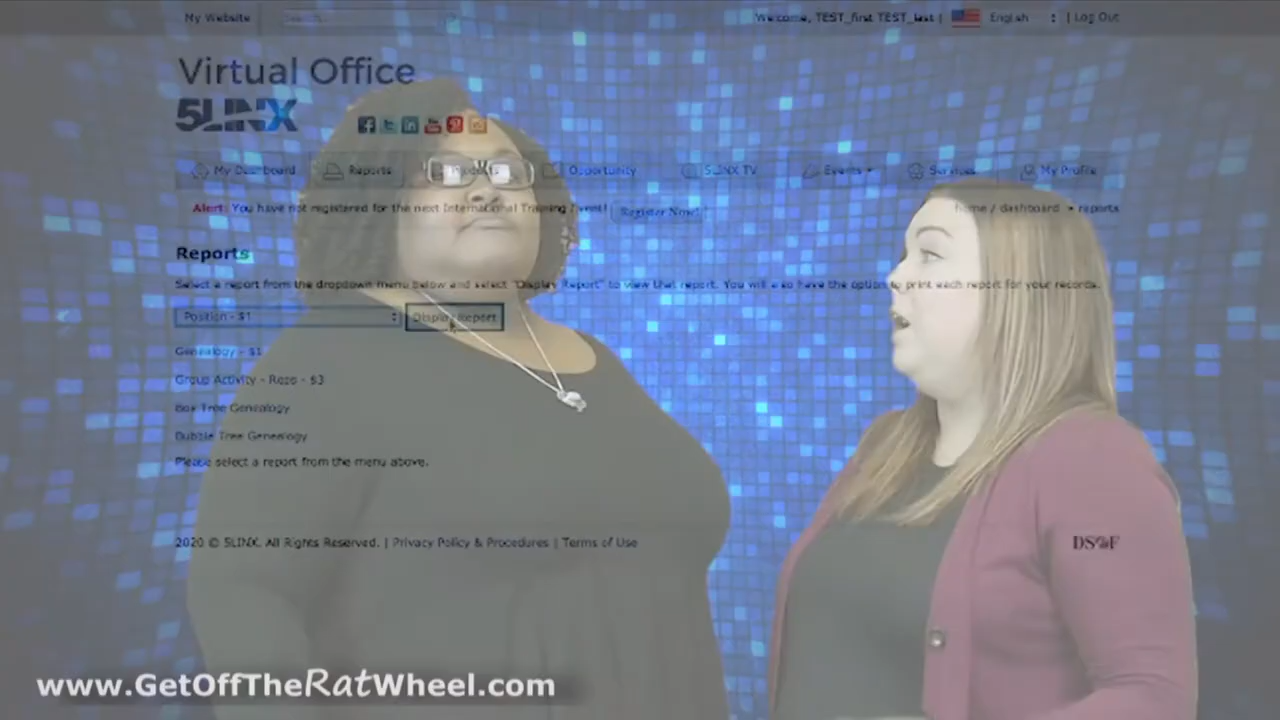 My Website Search... Welcome, TEST_first TEST_last | English | Log Out
Virtual Office
5LINX
My Dashboard Reports Products Opportunity 5LINX TV Events Services My Profile
Alert: You have not registered for the next International Training Event! Register Now! home / dashboard • reports
Reports
Select a report from the dropdown menu below and select "Display Report" to view that report. You will also have the option to print each report for your records.
Position - $1 Display Report
Genealogy - $1
Group Activity - Reps - $3
Box Tree Genealogy
Bubble Tree Genealogy
Please select a report from the menu above.
2020 © 5LINX. All Rights Reserved. | Privacy Policy & Procedures | Terms of Use
DSOF
www.GetOffTheRatWheel.com